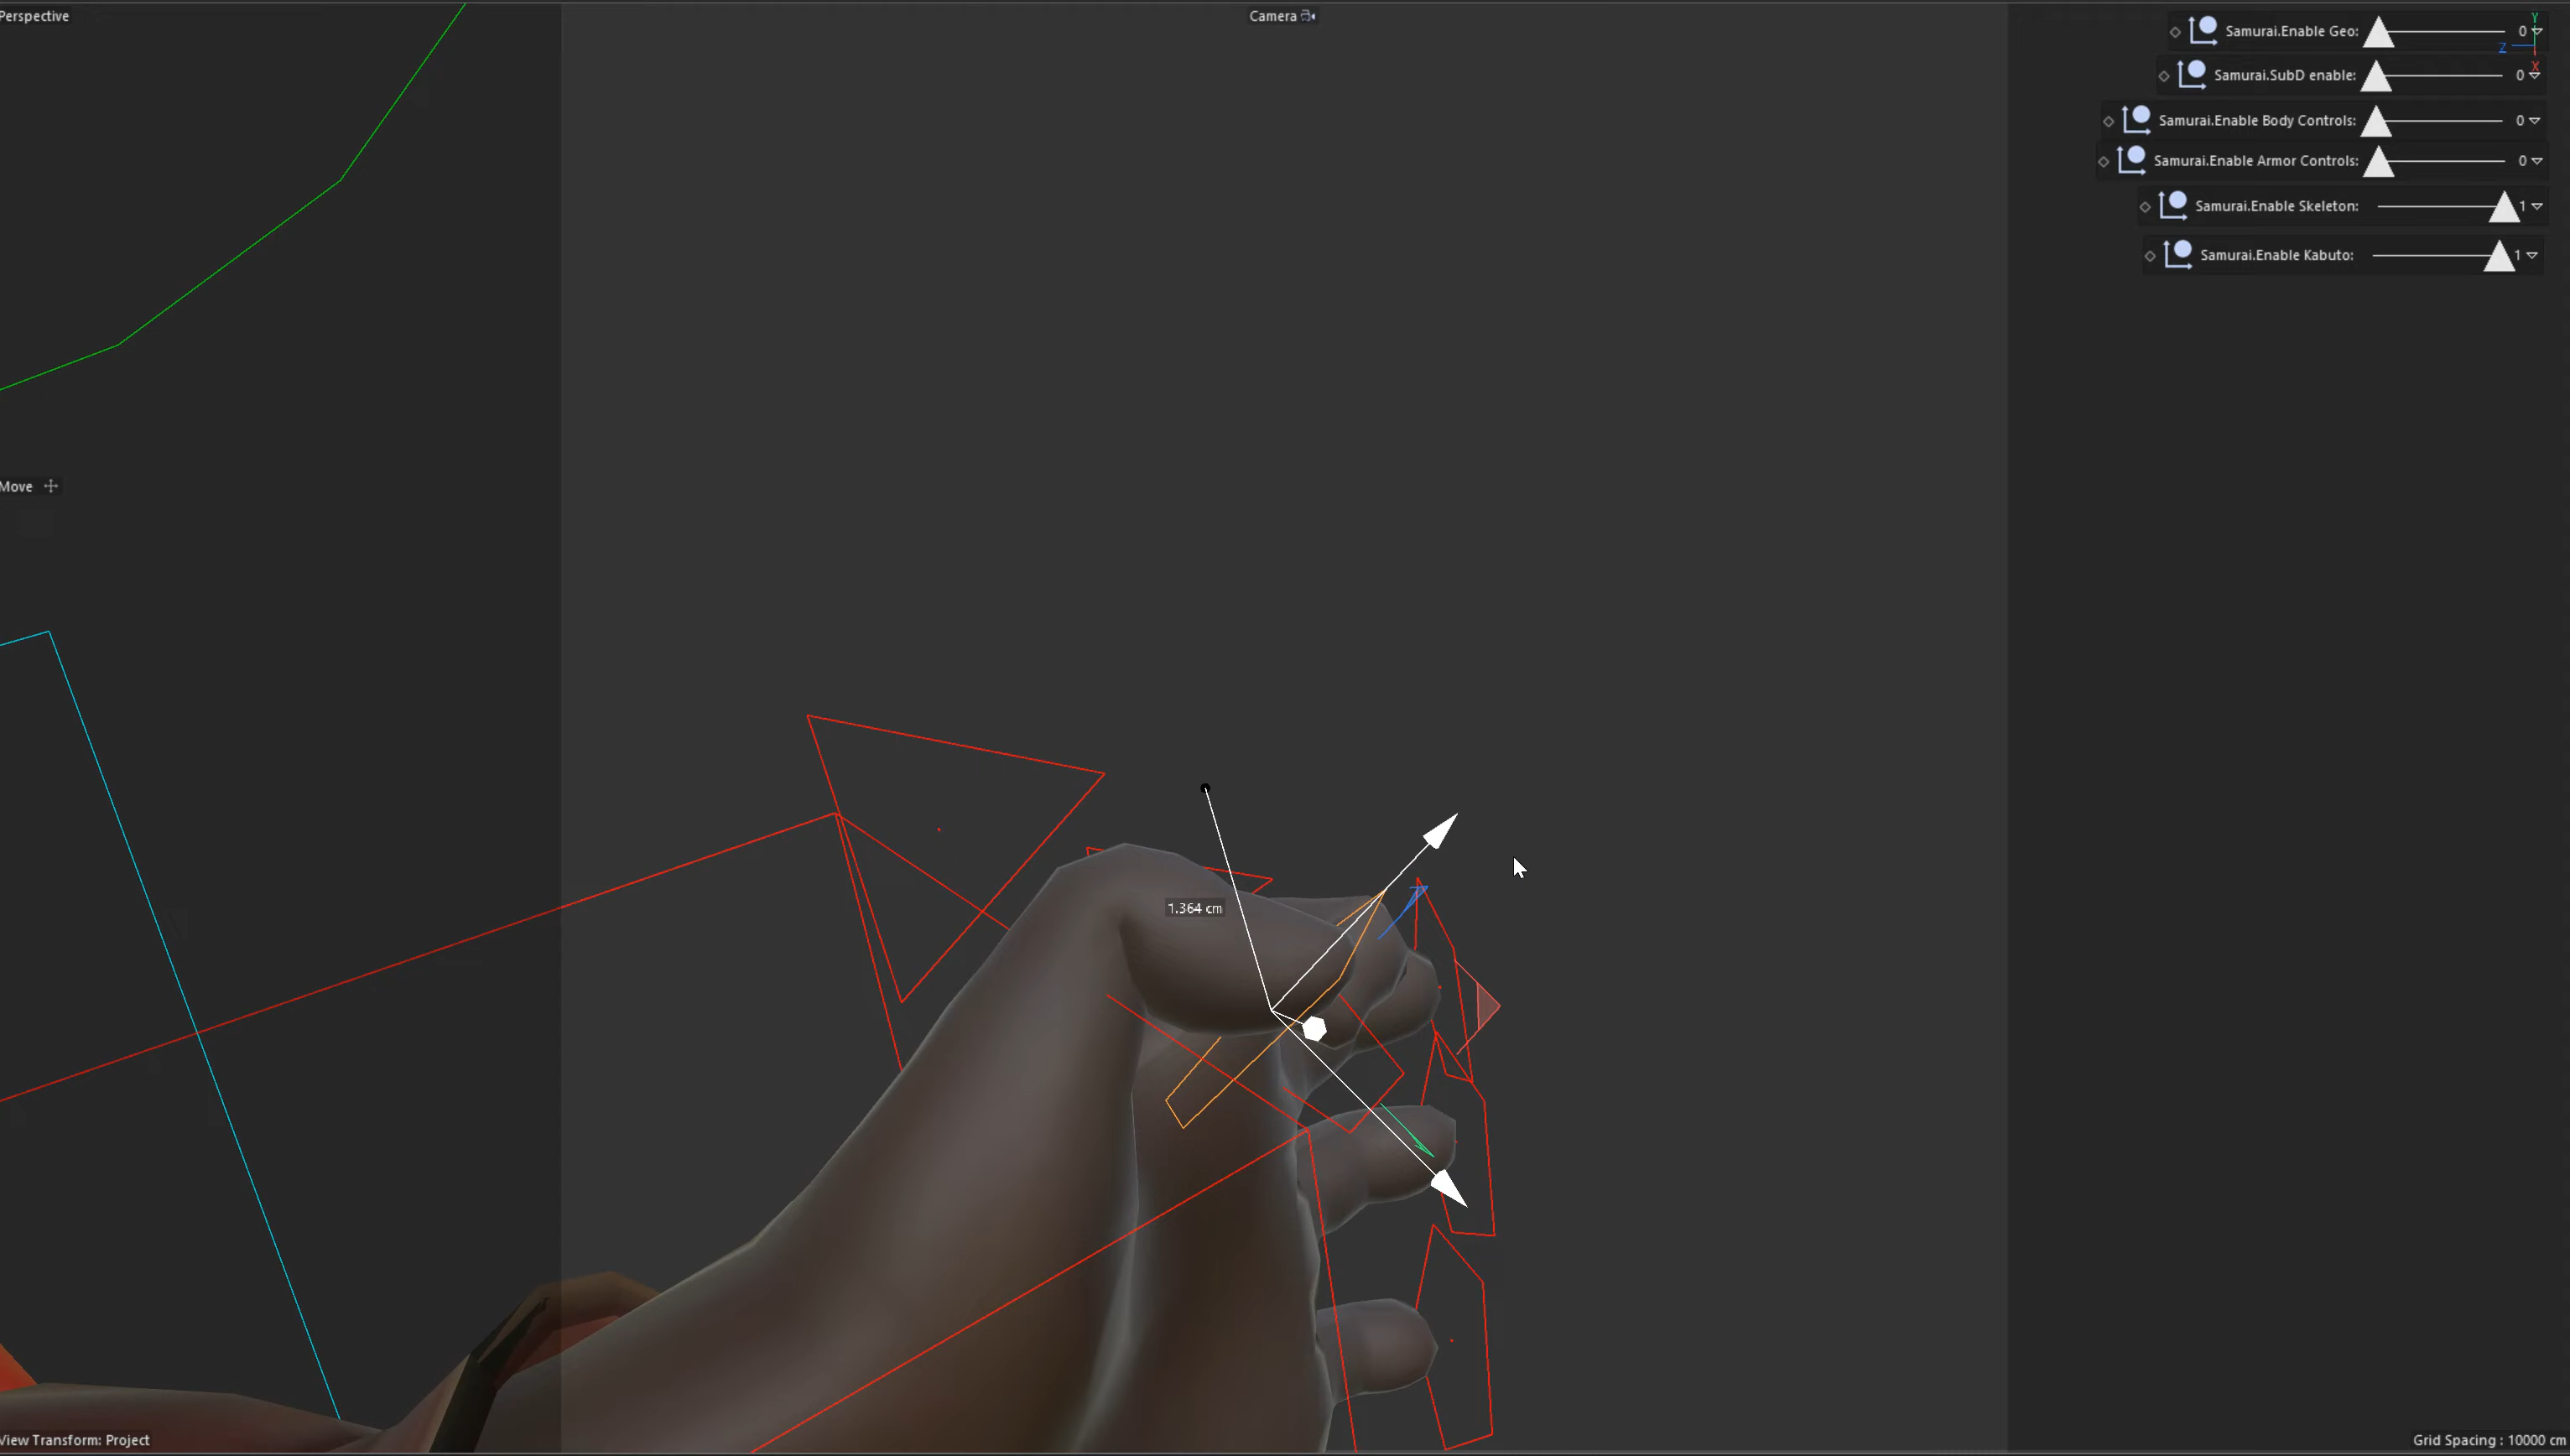 Perspective
Camera
Samurai.Enable Geo: 0
Y
Z
X
Samurai.SubD enable: 0
Samurai.Enable Body Controls: 0
Samurai.Enable Armor Controls: 0
Samurai.Enable Skeleton: 1
Samurai.Enable Kabuto: 1
Move
1.364 cm
View Transform: Project
Grid Spacing : 10000 cm